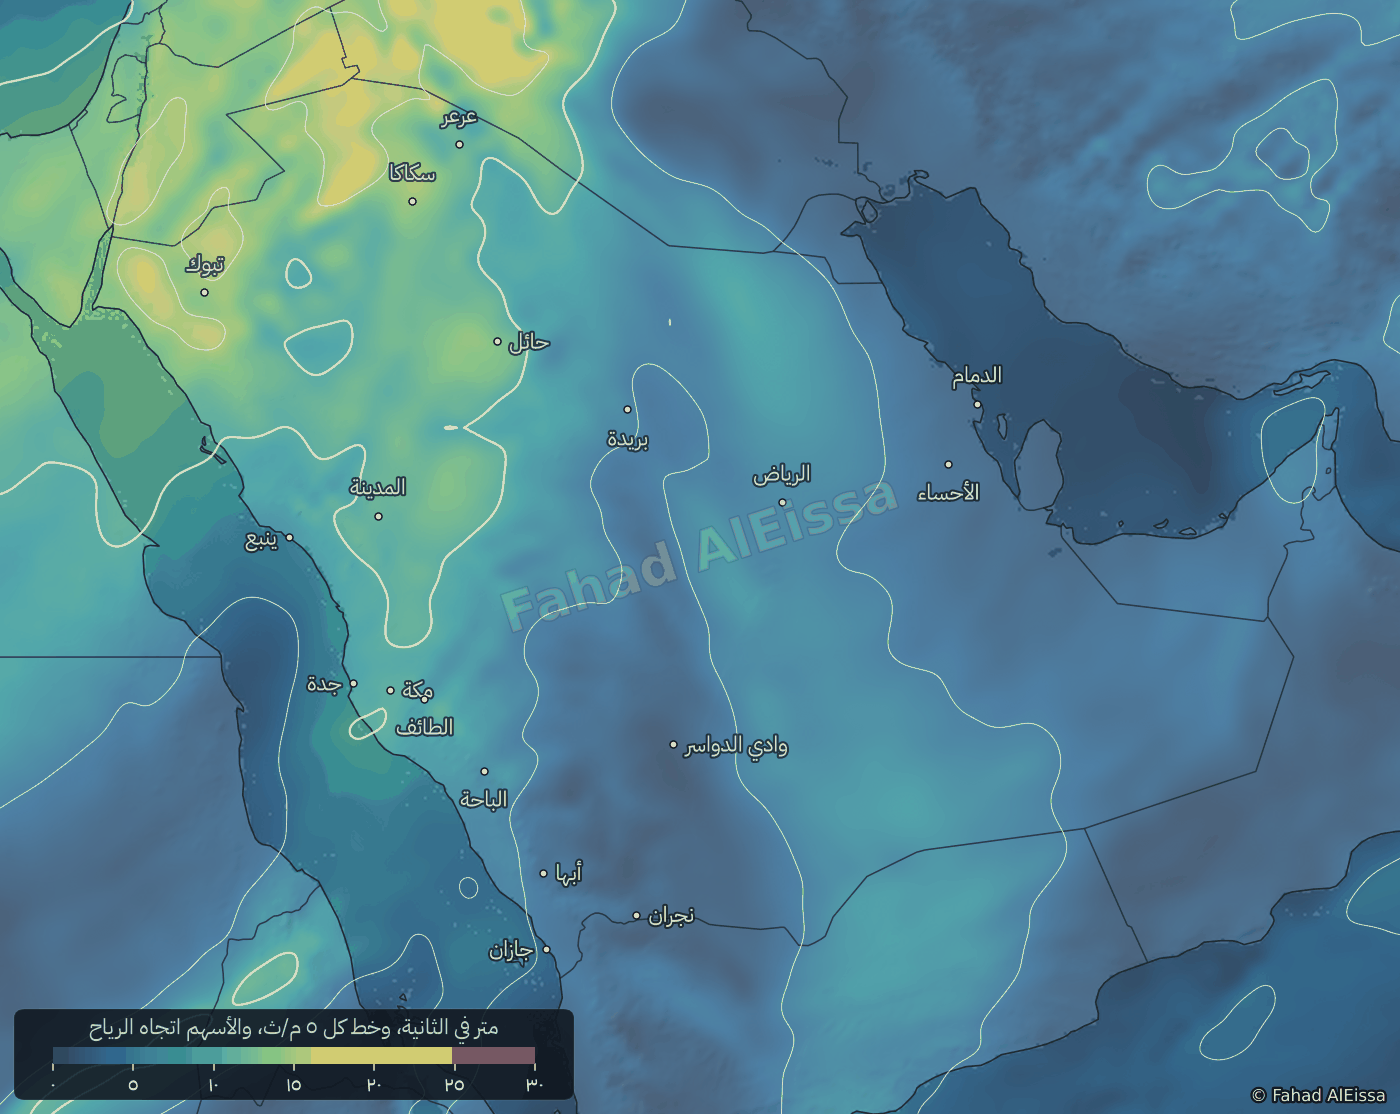 عرعر
سكاكا
تبوك
حائل
الدمام
بريدة
الرياض
الأحساء
المدينة
Fahad AlEissa
ينبع
جدة
مكة
الطائف
وادي الدواسر
الباحة
أبها
نجران
جازان
متر في الثانية، وخط كل ٥ م/ث، والأسهم اتجاه الرياح
٠ ٥ ١٠ ١٥ ٢٠ ٢٥ ٣٠
© Fahad AlEissa